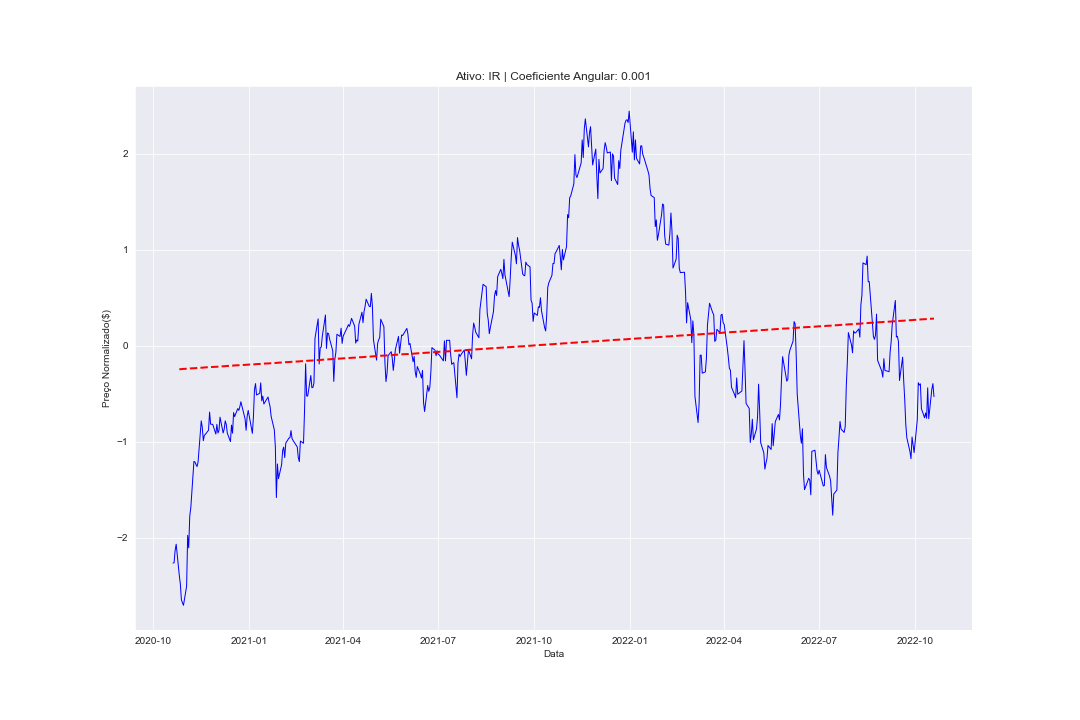 Ativo: IR | Coeficiente Angular: 0.001
Preço Normalizado($)
2
1
0
−1
−2
2020-10 2021-01 2021-04 2021-07 2021-10 2022-01 2022-04 2022-07 2022-10
Data